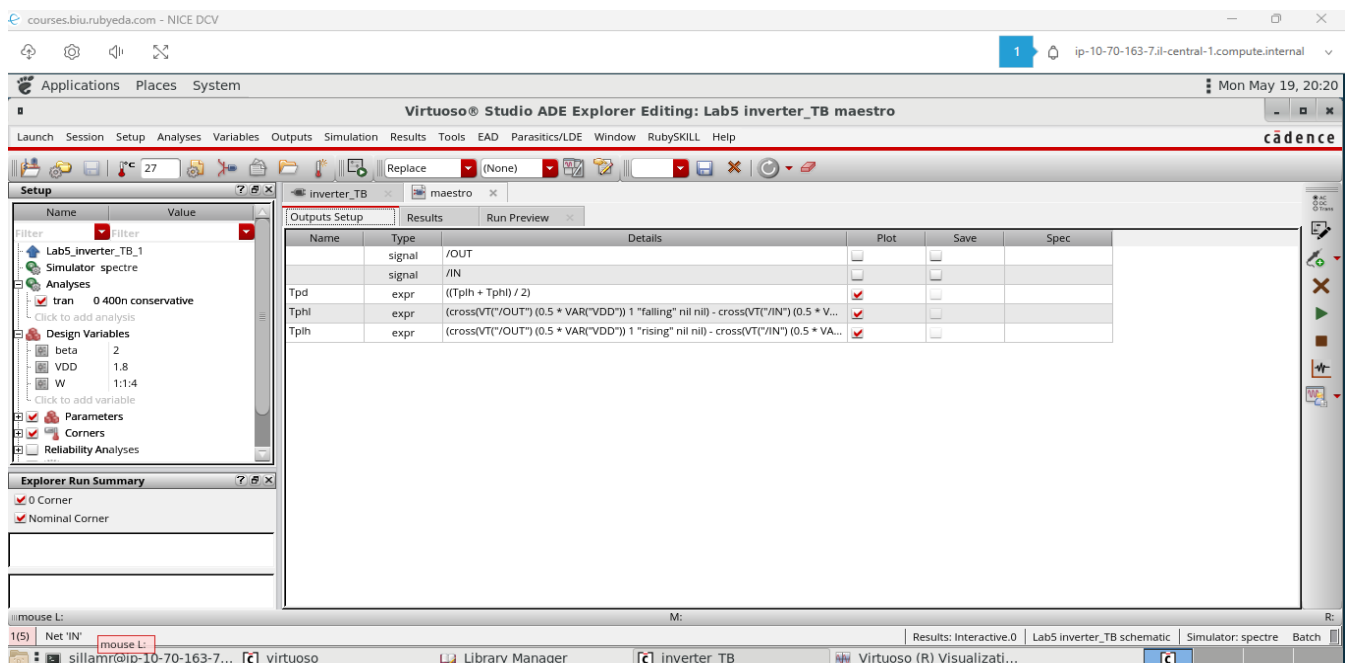 courses.biu.rubyeda.com - NICE DCV
1 ip-10-70-163-7.il-central-1.compute.internal
Applications Places System Mon May 19, 20:20
Virtuoso® Studio ADE Explorer Editing: Lab5 inverter_TB maestro
Launch Session Setup Analyses Variables Outputs Simulation Results Tools EAD Parasitics/LDE Window RubySKILL Help cādence
27 Replace (None)
Setup inverter_TB maestro
Name Value Outputs Setup Results Run Preview
Filter Filter
Name Type Details Plot Save Spec
signal /OUT
signal /IN
Tpd expr ((Tplh + Tphl) / 2)
Tphl expr (cross(VT("/OUT") (0.5 * VAR("VDD")) 1 "falling" nil nil) - cross(VT("/IN") (0.5 * V...
Tplh expr (cross(VT("/OUT") (0.5 * VAR("VDD")) 1 "rising" nil nil) - cross(VT("/IN") (0.5 * VA...
Lab5_inverter_TB_1
Simulator spectre
Analyses
tran 0 400n conservative
Click to add analysis
Design Variables
beta 2
VDD 1.8
W 1:1:4
Click to add variable
Parameters
Corners
Reliability Analyses
AC
DC
Trans
Explorer Run Summary
0 Corner
Nominal Corner
mouse L: M: R:
1(5) Net 'IN' mouse L: Results: Interactive.0 Lab5 inverter_TB schematic Simulator: spectre Batch
sillamr@ip-10-70-163-7... virtuoso Library Manager inverter_TB Virtuoso (R) Visualizati...